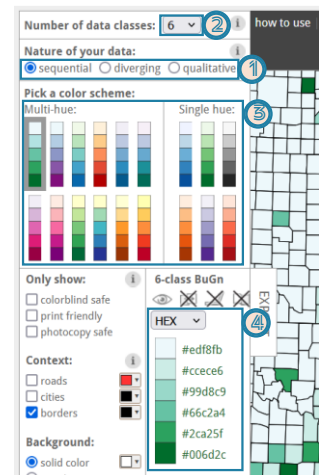 Number of data classes: 6 2 i how to use
Nature of your data: i
sequential diverging qualitative 1
Pick a color scheme:
Multi-hue: Single hue: 3
Only show: i
colorblind safe
print friendly
photocopy safe
Context: i
roads
cities
borders
Background:
solid color
6-class BuGn
EXP
HEX 4
#edf8fb
#ccece6
#99d8c9
#66c2a4
#2ca25f
#006d2c